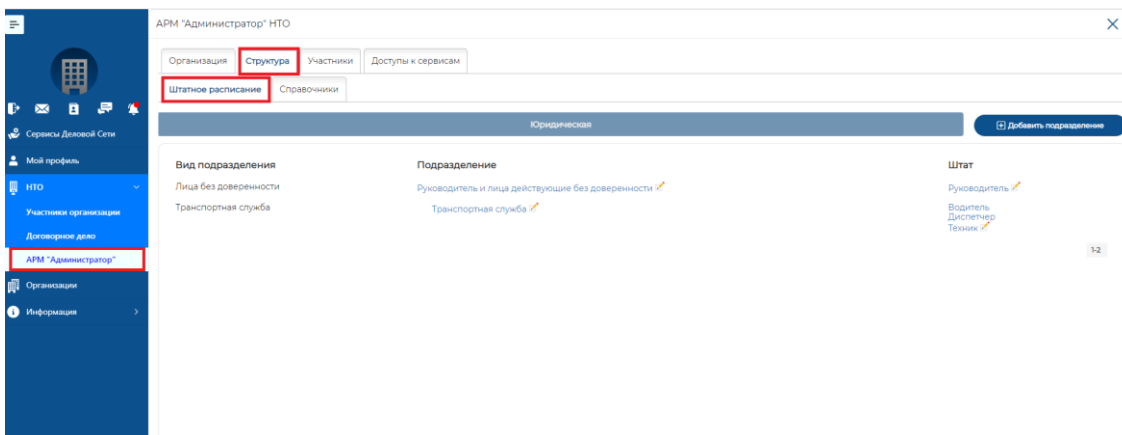 АРМ "Администратор" НТО
Организация Структура Участники Доступы к сервисам
Штатное расписание Справочники
Юридическая
Добавить подразделение
Сервисы Деловой Сети
Мой профиль
НТО
Участники организации
Договорное дело
АРМ "Администратор"
Организации
Информация
Вид подразделения Подразделение Штат
Лица без доверенности Руководитель и лица действующие без доверенности Руководитель
Транспортная служба Транспортная служба Водитель
Диспетчер
Техник
1-2